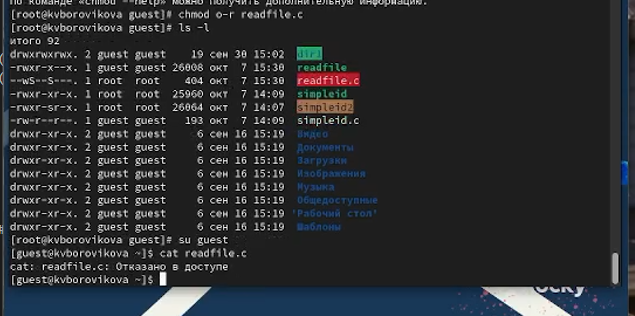 По команде «chmod --help» можно получить дополнительную информацию.
[root@kvborovikova guest]# chmod o-r readfile.c
[root@kvborovikova guest]# ls -l
итого 92
drwxrwxrwx. 2 guest guest 19 сен 30 15:02 dir1
-rwxr-x--x. 1 guest guest 26008 окт 7 15:30 readfile
--wS--S---. 1 root root 404 окт 7 15:30 readfile.c
-rwxr-xr-x. 1 root root 25960 окт 7 14:09 simpleid
-rwxr-sr-x. 1 root root 26064 окт 7 14:07 simpleid2
-rw-r--r--. 1 guest guest 193 окт 7 14:09 simpleid.c
drwxr-xr-x. 2 guest guest 6 сен 16 15:19 Видео
drwxr-xr-x. 2 guest guest 6 сен 16 15:19 Документы
drwxr-xr-x. 2 guest guest 6 сен 16 15:19 Загрузки
drwxr-xr-x. 2 guest guest 6 сен 16 15:19 Изображения
drwxr-xr-x. 2 guest guest 6 сен 16 15:19 Музыка
drwxr-xr-x. 2 guest guest 6 сен 16 15:19 Общедоступные
drwxr-xr-x. 2 guest guest 6 сен 16 15:19 'Рабочий стол'
drwxr-xr-x. 2 guest guest 6 сен 16 15:19 Шаблоны
[root@kvborovikova guest]# su guest
[guest@kvborovikova ~]$ cat readfile.c
cat: readfile.c: Отказано в доступе
[guest@kvborovikova ~]$